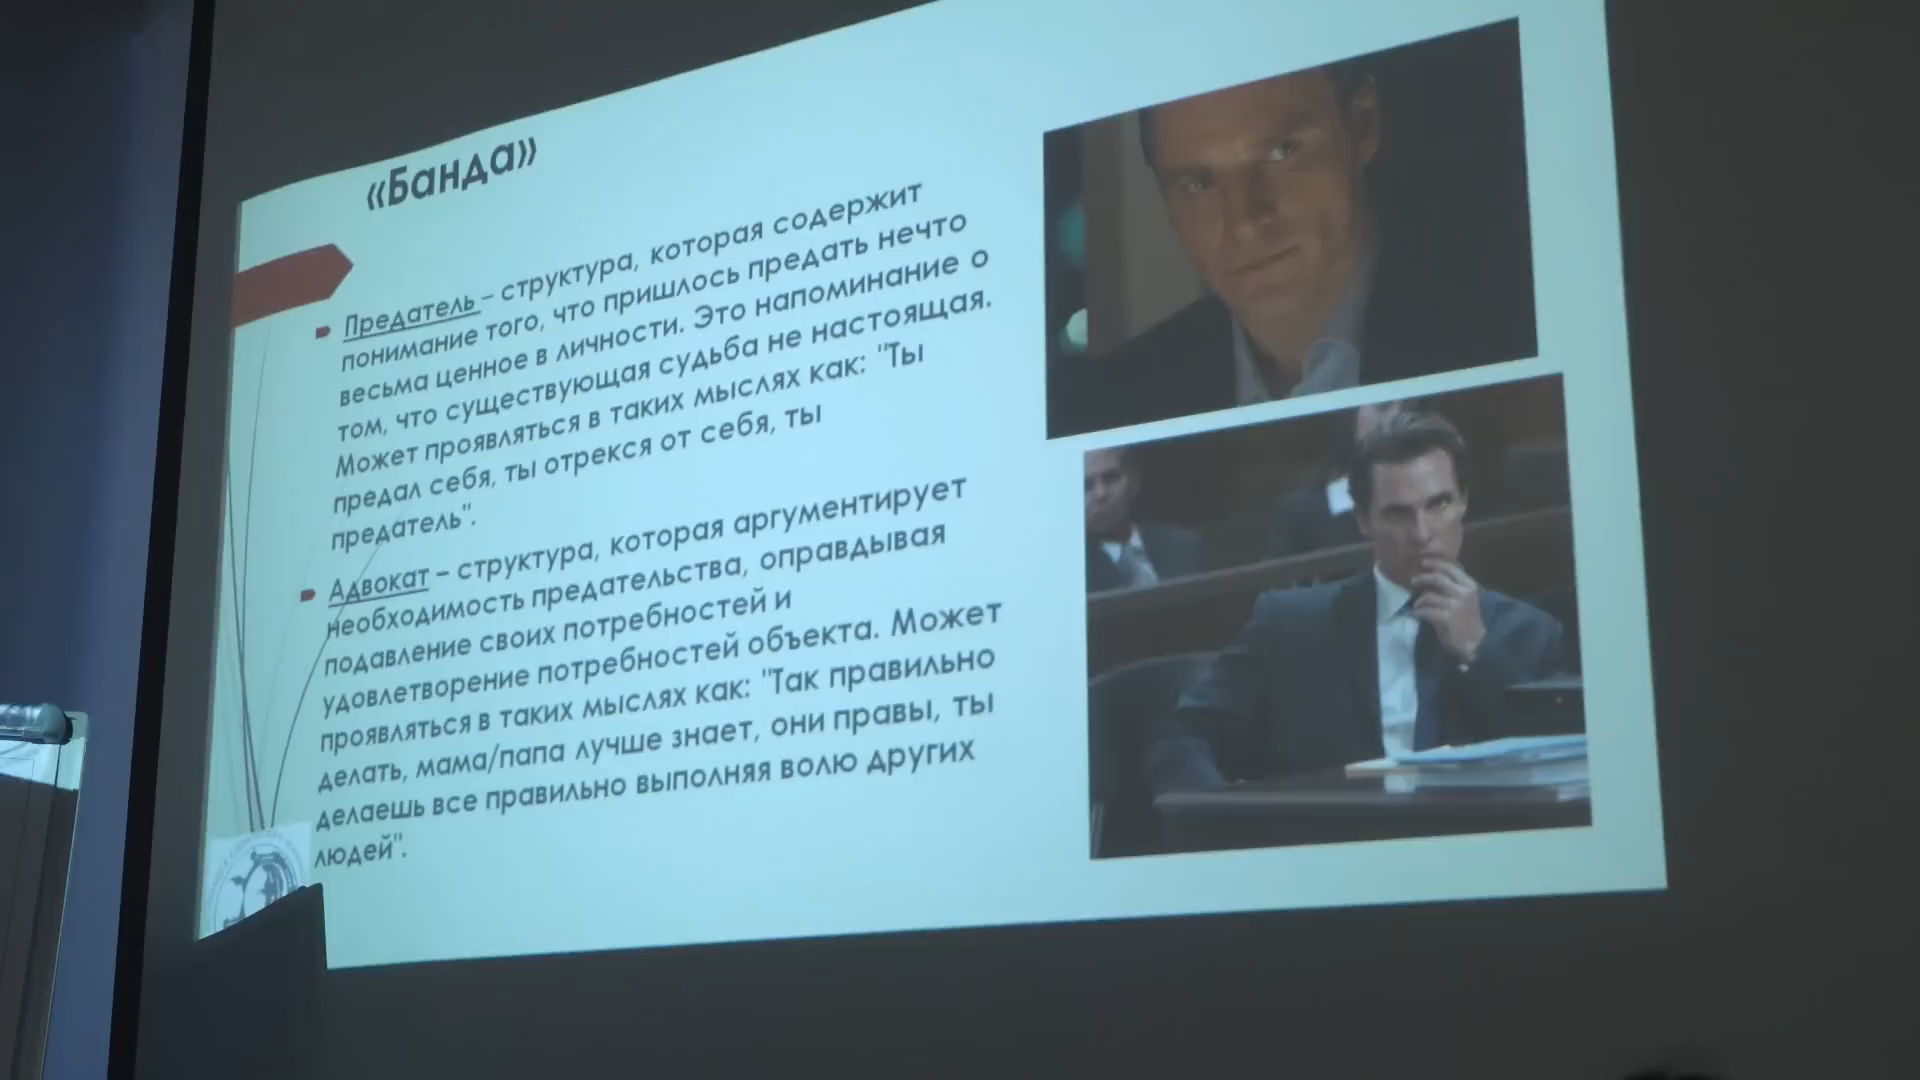 «Банда»
Предатель – структура, которая содержит
понимание того, что пришлось предать нечто
весьма ценное в личности. Это напоминание о
том, что существующая судьба не настоящая.
Может проявляться в таких мыслях как: "Ты
предал себя, ты отрекся от себя, ты
предатель".
Адвокат – структура, которая аргументирует
необходимость предательства, оправдывая
подавление своих потребностей и
удовлетворение потребностей объекта. Может
проявляться в таких мыслях как: "Так правильно
делать, мама/папа лучше знает, они правы, ты
делаешь все правильно выполняя волю других
людей".